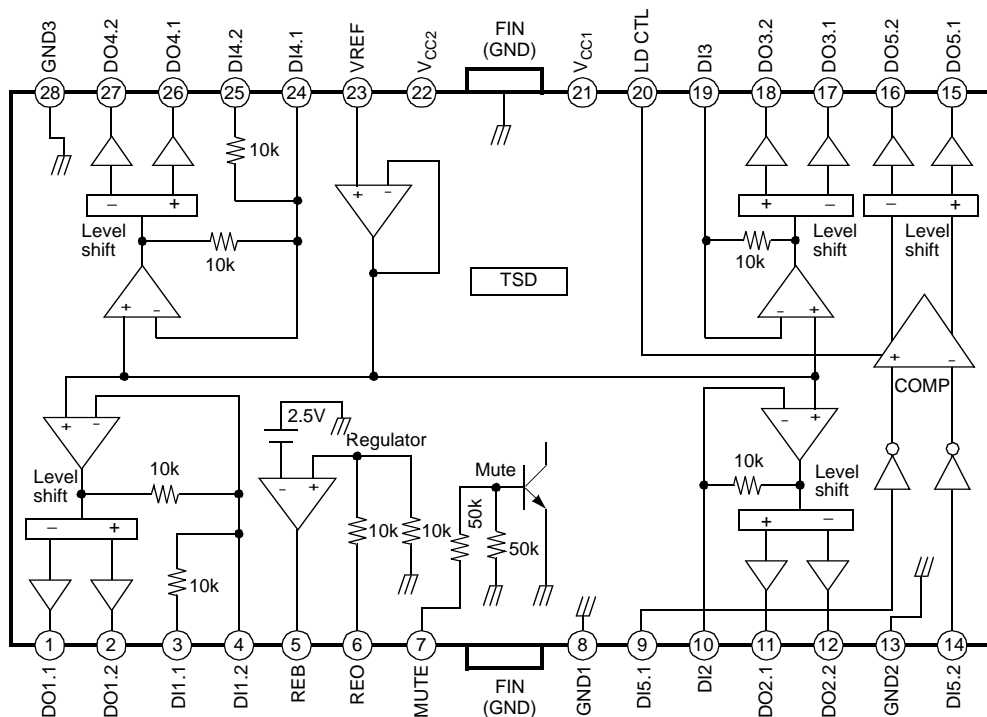 GND3
DO4.2
DO4.1
DI4.2
DI4.1
VREF
VCC2
FIN
(GND)
VCC1
LD CTL
DI3
DO3.2
DO3.1
DO5.2
DO5.1
28
27
26
25
24
23
22
21
20
19
18
17
16
15
10k
+
-
- +
+ -
- +
Level
shift
10k
TSD
10k
Level
shift
Level
shift
+ -
- +
+ -
COMP
2.5V
Regulator
Mute
+ -
- +
- +
Level
shift
10k
10k
10k
50k
50k
10k
Level
shift
- +
+ -
10k
1
2
3
4
5
6
7
8
9
10
11
12
13
14
DO1.1
DO1.2
DI1.1
DI1.2
REB
REO
MUTE
FIN
(GND)
GND1
DI5.1
DI2
DO2.1
DO2.2
GND2
DI5.2